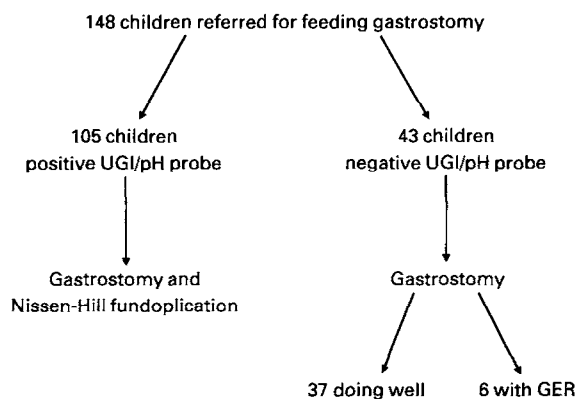 148 children referred for feeding gastrostomy
105 children
positive UGI/pH probe
43 children
negative UGI/pH probe
Gastrostomy and
Nissen-Hill fundoplication
Gastrostomy
37 doing well
6 with GER